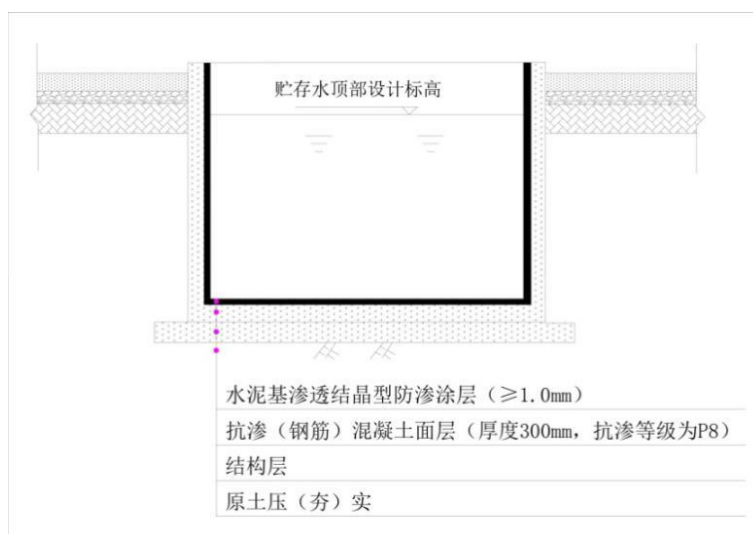 贮存水顶部设计标高
水泥基渗透结晶型防渗涂层（≥1.0mm）
抗渗（钢筋）混凝土面层（厚度300mm，抗渗等级为P8）
结构层
原土压（夯）实